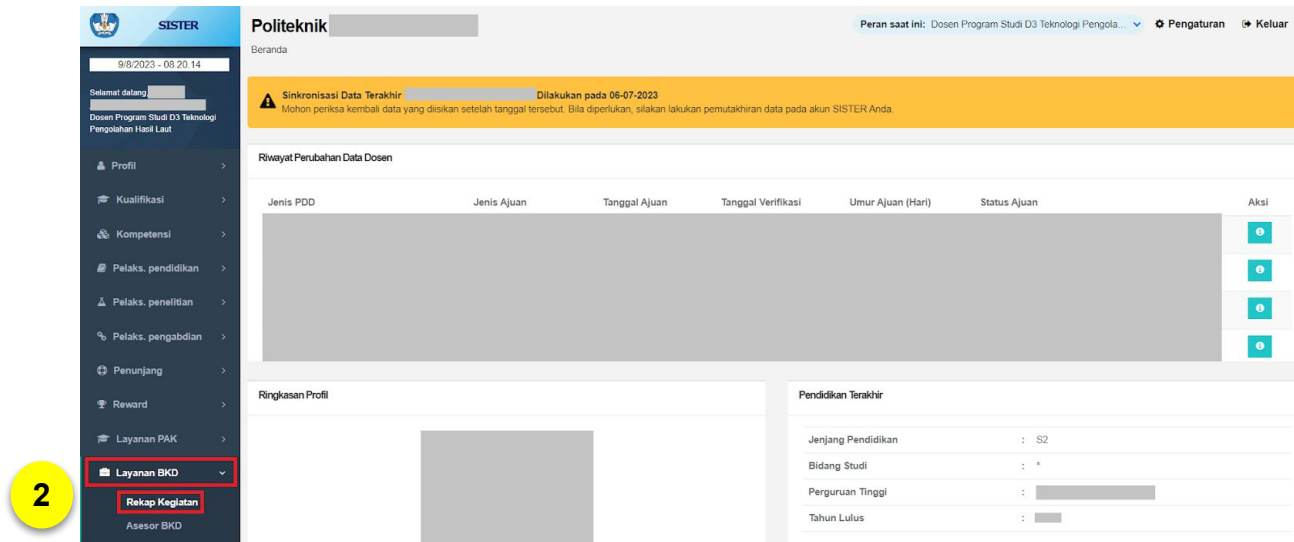 SISTER
9/8/2023 - 08.20.14
Selamat datang,
Dosen Program Studi D3 Teknologi
Pengolahan Hasil Laut
Profil
Kualifikasi
Kompetensi
Pelaks. pendidikan
Pelaks. penelitian
Pelaks. pengabdian
Penunjang
Reward
Layanan PAK
Layanan BKD
2
Rekap Kegiatan
Asesor BKD
Politeknik
Peran saat ini: Dosen Program Studi D3 Teknologi Pengola... Pengaturan Keluar
Beranda
Sinkronisasi Data Terakhir Dilakukan pada 06-07-2023
Mohon periksa kembali data yang diisikan setelah tanggal tersebut. Bila diperlukan, silakan lakukan pemutakhiran data pada akun SISTER Anda.
Riwayat Perubahan Data Dosen
Jenis PDD Jenis Ajuan Tanggal Ajuan Tanggal Verifikasi Umur Ajuan (Hari) Status Ajuan Aksi
Ringkasan Profil
Pendidikan Terakhir
Jenjang Pendidikan : S2
Bidang Studi : *
Perguruan Tinggi :
Tahun Lulus :